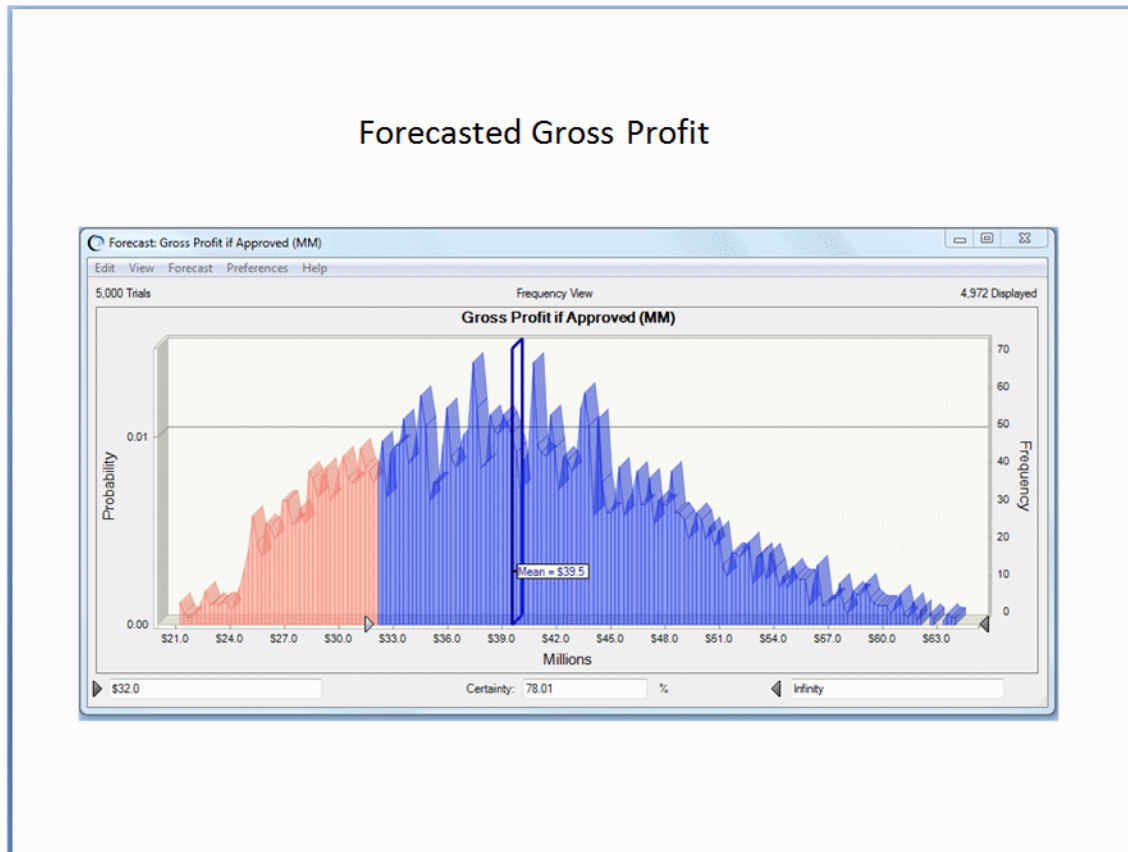 Forecasted Gross Profit
Forecast: Gross Profit if Approved (MM)
Edit View Forecast Preferences Help
5,000 Trials Frequency View 4,972 Displayed
Gross Profit if Approved (MM)
70
60
50
40
30
20
10
0
0.01
0.00
Probability
Frequency
Mean = $39.5
$21.0 $24.0 $27.0 $30.0 $33.0 $36.0 $39.0 $42.0 $45.0 $48.0 $51.0 $54.0 $57.0 $60.0 $63.0
Millions
$32.0 Certainty: 78.01 % Infinity